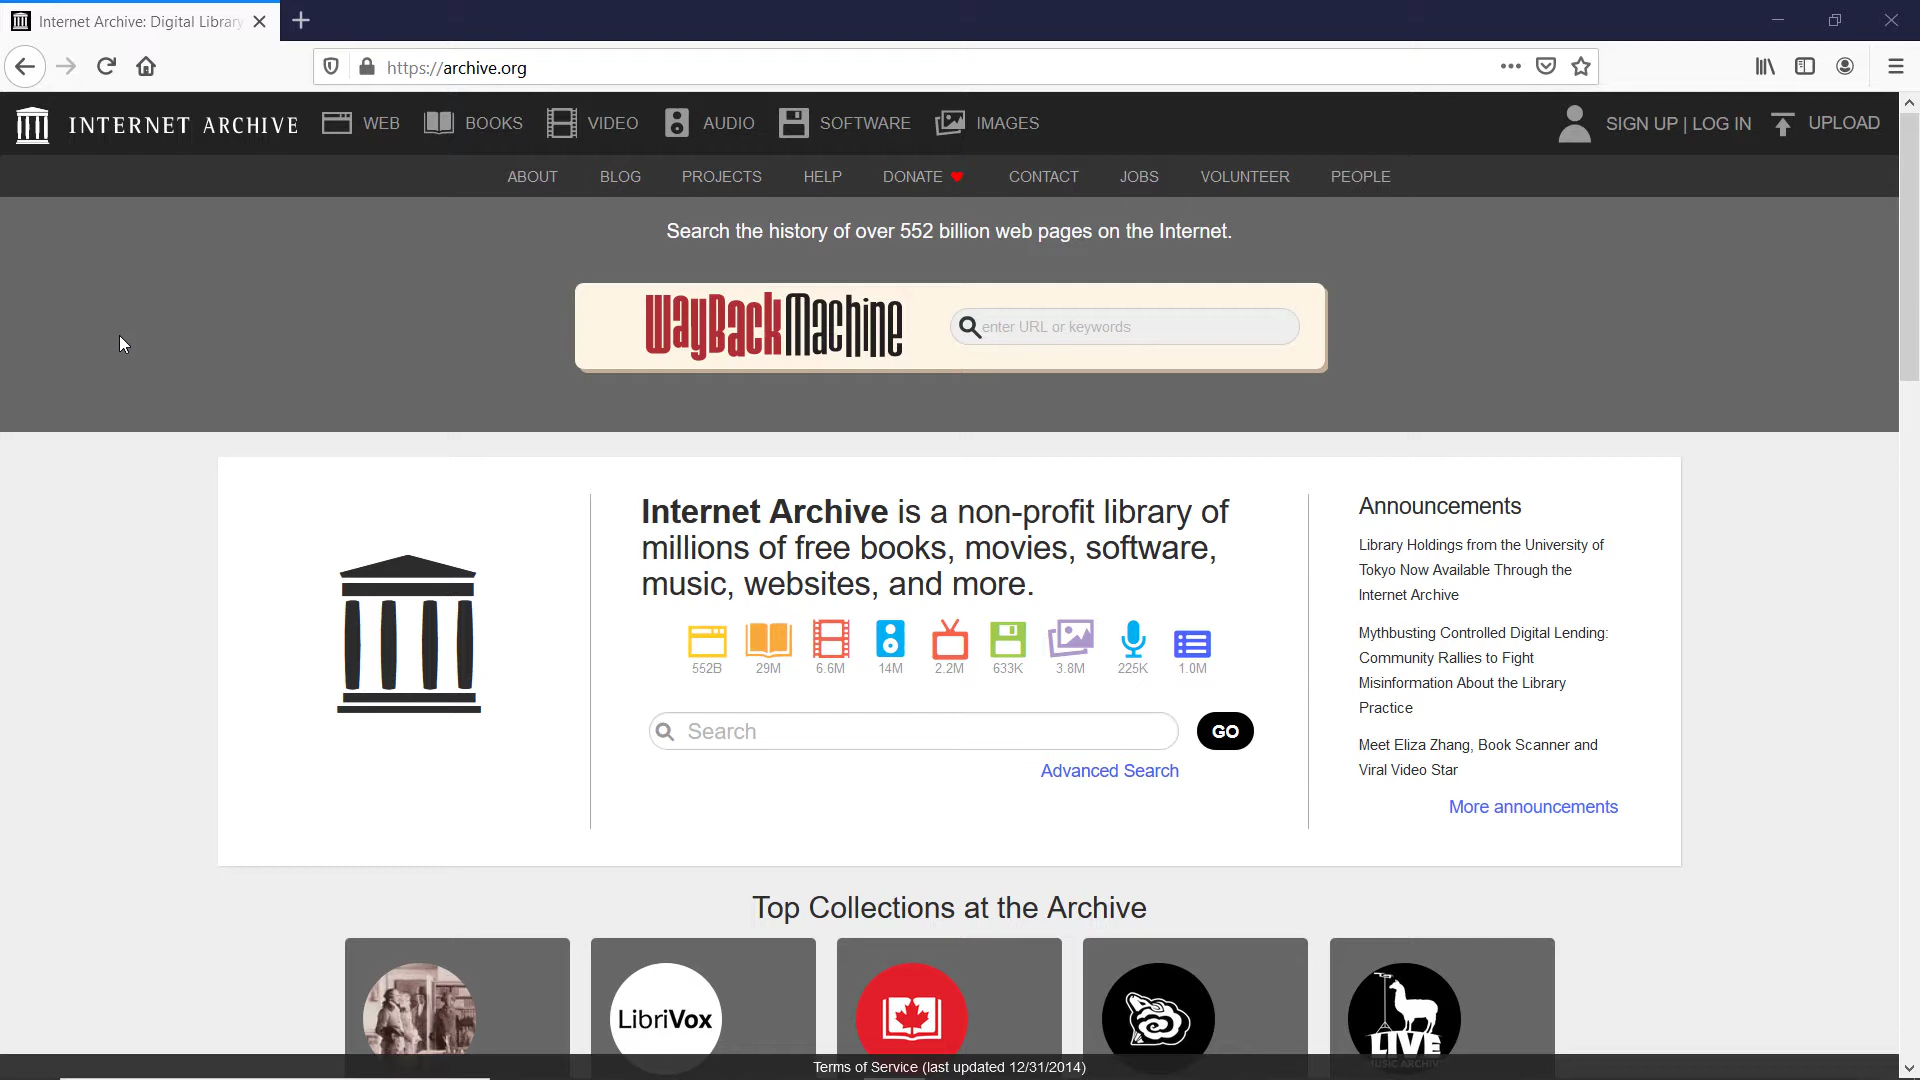 Internet Archive: Digital Library
https://archive.org
INTERNET ARCHIVE
WEB
BOOKS
VIDEO
AUDIO
SOFTWARE
IMAGES
SIGN UP | LOG IN
UPLOAD
ABOUT
BLOG
PROJECTS
HELP
DONATE
CONTACT
JOBS
VOLUNTEER
PEOPLE
Search the history of over 552 billion web pages on the Internet.
WayBackMachine
enter URL or keywords
Internet Archive is a non-profit library of
millions of free books, movies, software,
music, websites, and more.
552B
29M
6.6M
14M
2.2M
633K
3.8M
225K
1.0M
Search
GO
Advanced Search
Announcements
Library Holdings from the University of
Tokyo Now Available Through the
Internet Archive
Mythbusting Controlled Digital Lending:
Community Rallies to Fight
Misinformation About the Library
Practice
Meet Eliza Zhang, Book Scanner and
Viral Video Star
More announcements
Top Collections at the Archive
LibriVox
LIVE
MUSIC ARCHIVE
Terms of Service (last updated 12/31/2014)